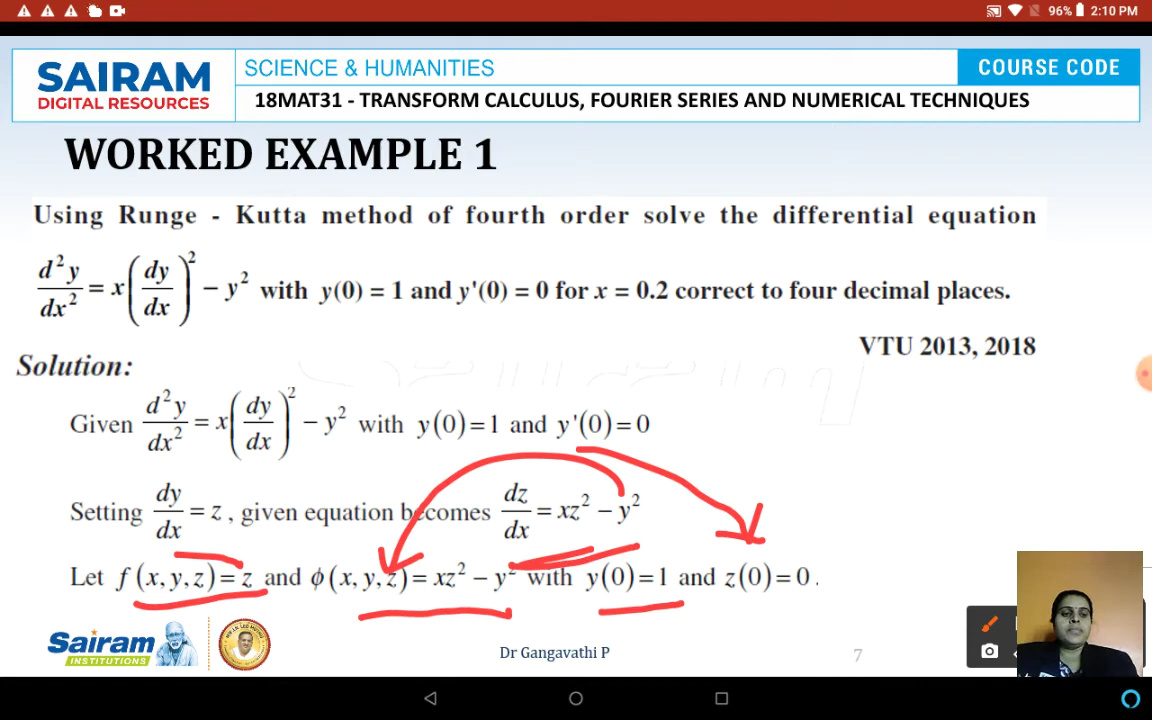 96% 2:10 PM
SAIRAM
DIGITAL RESOURCES
SCIENCE & HUMANITIES
COURSE CODE
18MAT31 - TRANSFORM CALCULUS, FOURIER SERIES AND NUMERICAL TECHNIQUES
WORKED EXAMPLE 1
Using Runge - Kutta method of fourth order solve the differential equation
d²y/dx² = x(dy/dx)² − y² with y(0) = 1 and y'(0) = 0 for x = 0.2 correct to four decimal places.
VTU 2013, 2018
Solution:
Given d²y/dx² = x(dy/dx)² − y² with y(0)=1 and y'(0)=0
Setting dy/dx = z, given equation becomes dz/dx = xz² − y²
Let f(x,y,z)= z and ϕ(x,y,z)= xz² − y² with y(0)=1 and z(0)=0.
Sairam
INSTITUTIONS
Dr Gangavathi P
7